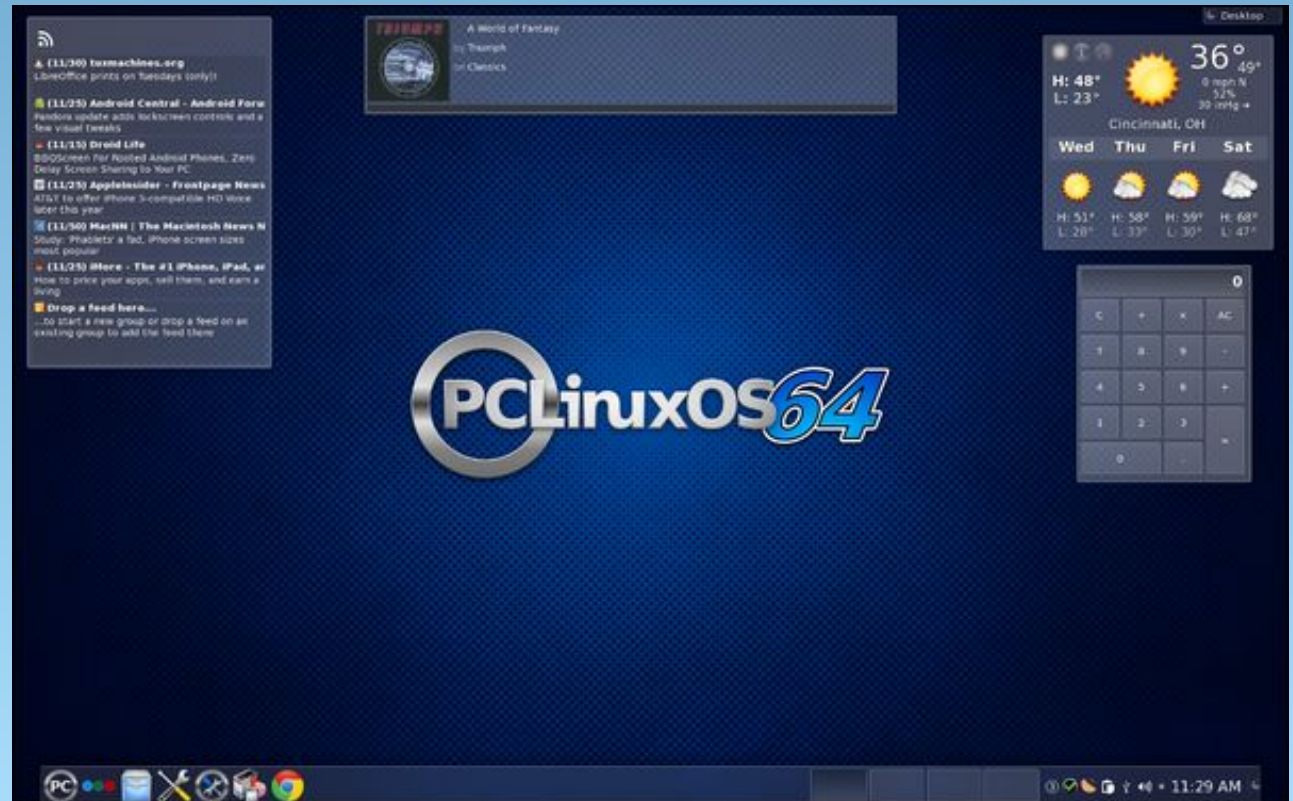 (11/30) tuxmachines.org
LibreOffice prints on Tuesdays (only)!
(11/25) Android Central - Android Foru
Pandora update adds lockscreen controls and a
few visual tweaks
(11/15) Droid Life
BBQScreen For Rooted Android Phones, Zero
Delay Screen Sharing to Your PC
(11/25) AppleInsider - Frontpage News
AT&T to offer iPhone 5-compatible HD Voice
later this year
(11/30) MacNN | The Macintosh News N
Study: 'Phablets' a fad, iPhone screen sizes
most popular
(11/25) iMore - The #1 iPhone, iPad, an
How to price your apps, sell them, and earn a
living
Drop a feed here...
...to start a new group or drop a feed on an
existing group to add the feed there
TRIUMPH
A World of Fantasy
by Triumph
on Classics
Desktop
36°
49°
H: 48°
L: 23°
0 mph N
52%
30 inHg
Cincinnati, OH
Wed Thu Fri Sat
H: 51° H: 58° H: 59° H: 68°
L: 28° L: 33° L: 30° L: 47°
0
C ÷ × AC
7 8 9 -
4 5 6 +
1 2 3
=
0 .
PCLinuxOS64
PC
11:29 AM